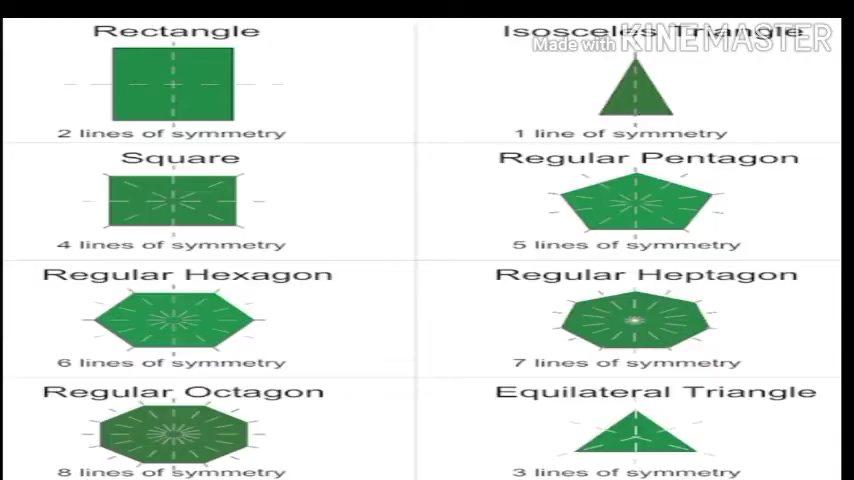 Rectangle
Isosceles Triangle
Made with KINEMASTER
2 lines of symmetry
1 line of symmetry
Square
Regular Pentagon
4 lines of symmetry
5 lines of symmetry
Regular Hexagon
Regular Heptagon
6 lines of symmetry
7 lines of symmetry
Regular Octagon
Equilateral Triangle
8 lines of symmetry
3 lines of symmetry